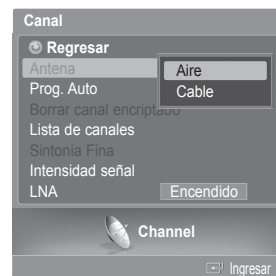 Canal
Regresar
Antena
Aire
Prog. Auto
Cable
Borrar canal encriptado
Lista de canales
Sintonia Fina
Intensidad señal
LNA
Encendido
Channel
Ingresar